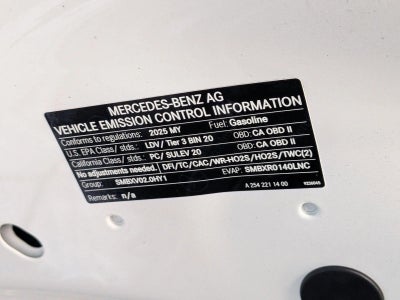 MERCEDES-BENZ AG
VEHICLE EMISSION CONTROL INFORMATION
Conforms to regulations: 2025 MY Fuel: Gasoline
U.S. EPA Class / stds.: LDV/ Tier 3 BIN 20 OBD: CA OBD II
California Class / stds.: PC/ SULEV 20 OBD: CA OBD II
No adjustments needed. DFI/TC/CAC/WR-HO2S/HO2S/TWC(2)
Group: SMBXV02.0HY1 EVAP: SMBXR0140LNC
Remarks: n/a A 254 221 14 00